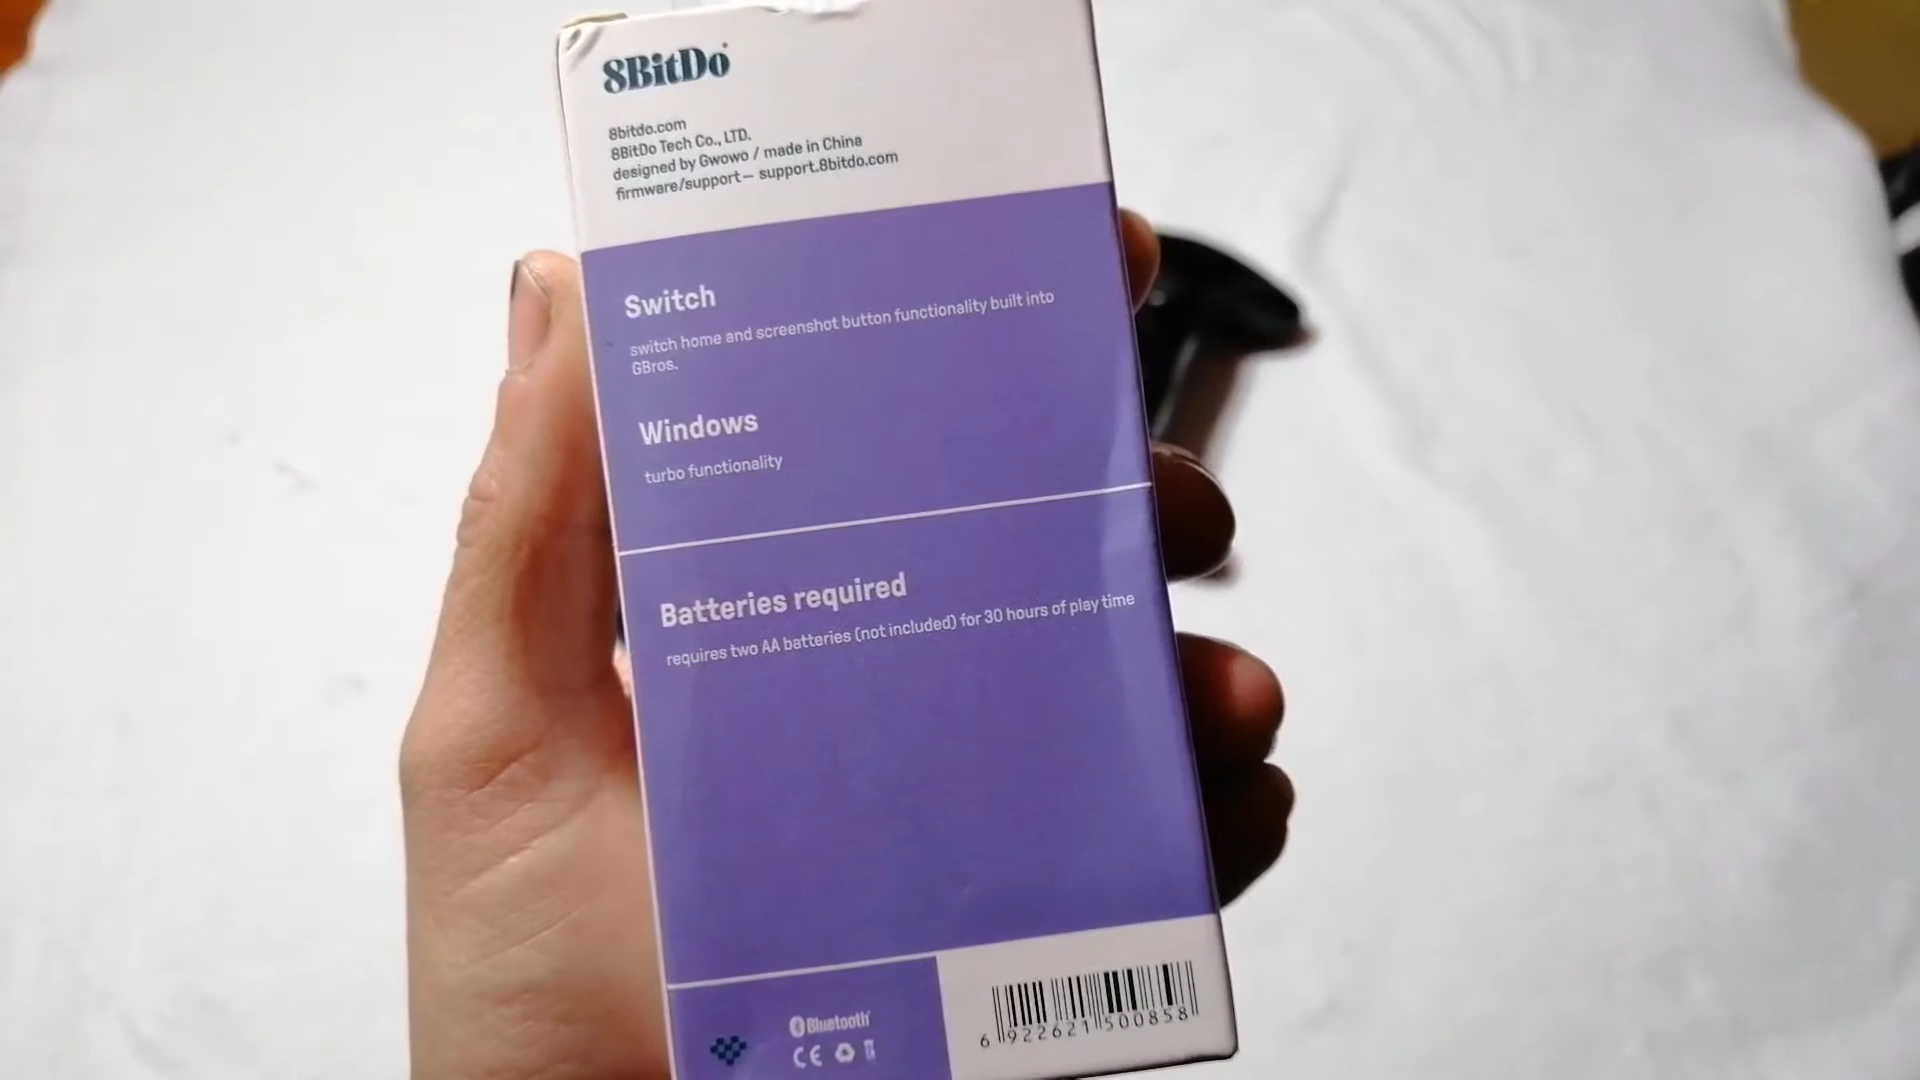 8BitDo
8bitdo.com
8BitDo Tech Co., LTD.
designed by Gwowo / made in China
firmware/support— support.8bitdo.com
Switch
switch home and screenshot button functionality built into
GBros.
Windows
turbo functionality
Batteries required
requires two AA batteries (not included) for 30 hours of play time
Bluetooth
CE
6 922621 500858